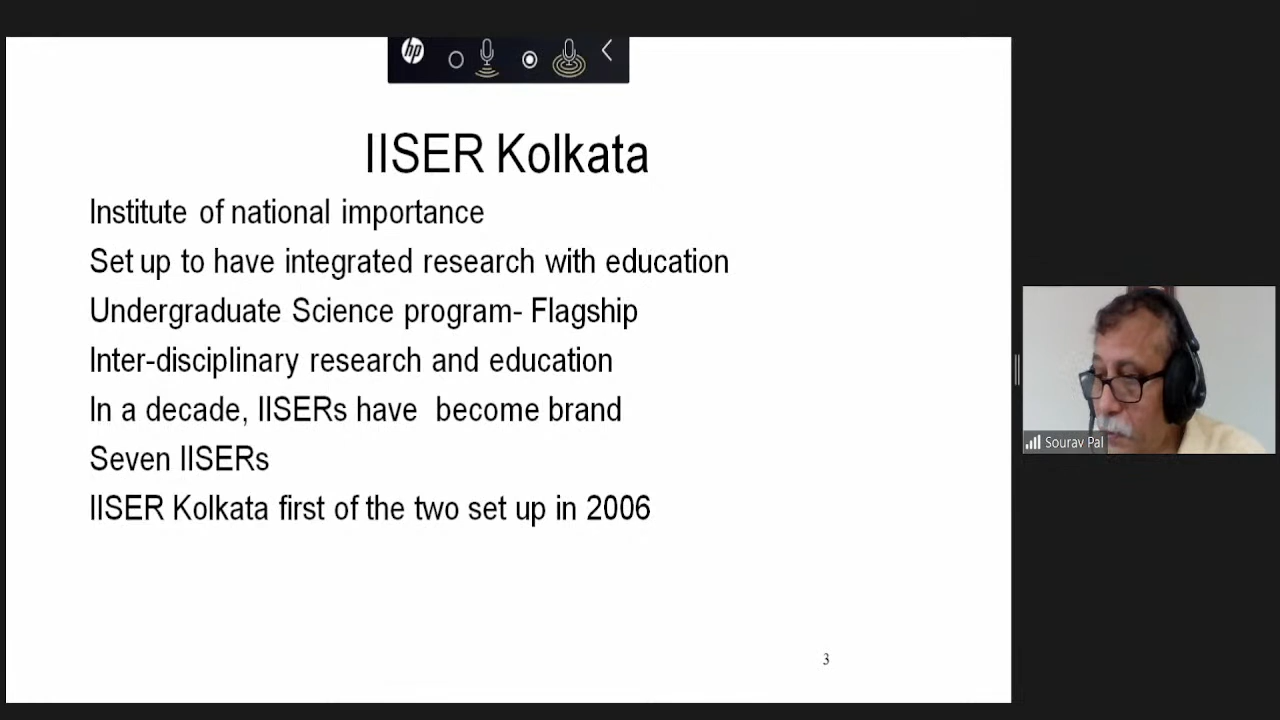 hp
IISER Kolkata
Institute of national importance
Set up to have integrated research with education
Undergraduate Science program- Flagship
Inter-disciplinary research and education
In a decade, IISERs have become brand
Seven IISERs
IISER Kolkata first of the two set up in 2006
3
Sourav Pal